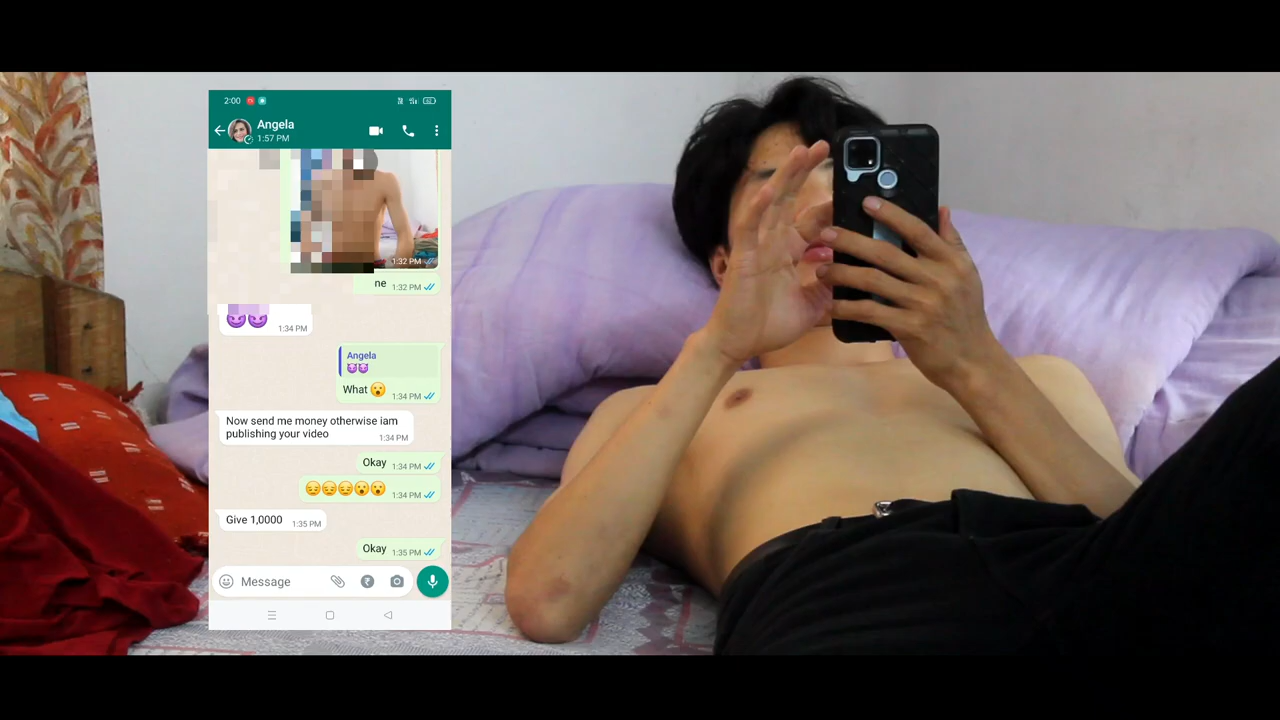 2:00
Angela
1:57 PM
1:32 PM
ne 1:32 PM
😈😈 1:34 PM
Angela
😈😈
What 😮 1:34 PM
Now send me money otherwise iam
publishing your video 1:34 PM
Okay 1:34 PM
😔😔😔😮😮 1:34 PM
Give 1,0000 1:35 PM
Okay 1:35 PM
Message